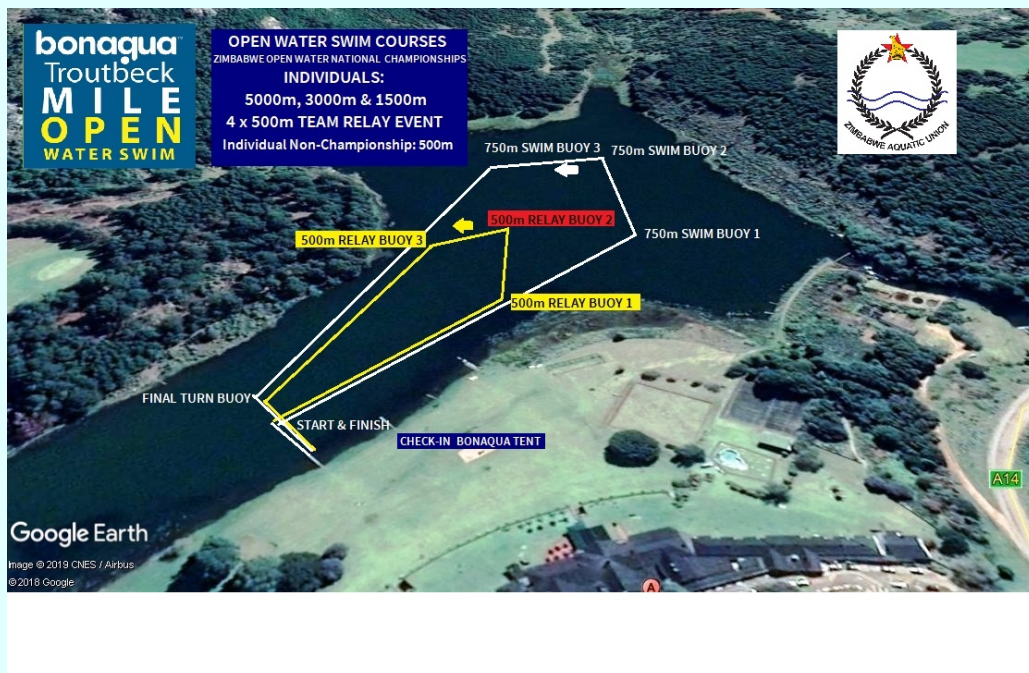 bonaqua™
Troutbeck
MILE
OPEN
WATER SWIM
OPEN WATER SWIM COURSES
ZIMBABWE OPEN WATER NATIONAL CHAMPIONSHIPS
INDIVIDUALS:
5000m, 3000m & 1500m
4 x 500m TEAM RELAY EVENT
Individual Non-Championship: 500m
ZIMBABWE AQUATIC UNION
750m SWIM BUOY 3
750m SWIM BUOY 2
500m RELAY BUOY 2
500m RELAY BUOY 3
750m SWIM BUOY 1
500m RELAY BUOY 1
FINAL TURN BUOY
START & FINISH
CHECK-IN BONAQUA TENT
A14
Google Earth
Image © 2019 CNES / Airbus
© 2018 Google
A